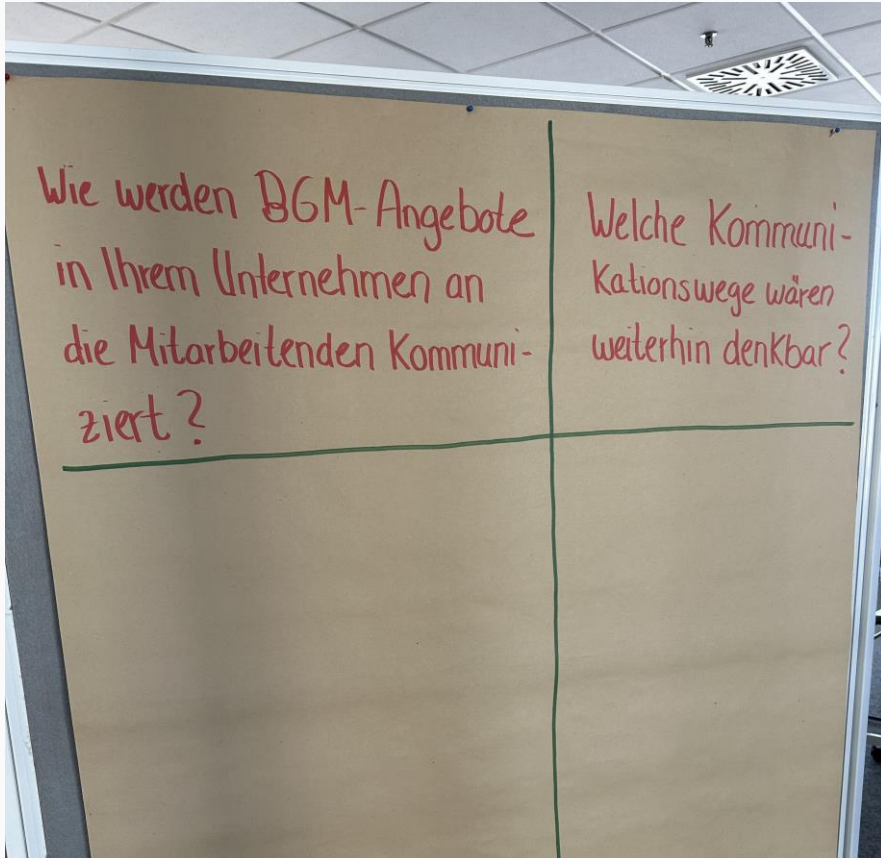 Wie werden BGM-Angebote
in Ihrem Unternehmen an
die Mitarbeitenden Kommuni-
ziert?
Welche Kommuni-
Kationswege wären
weiterhin denkbar?